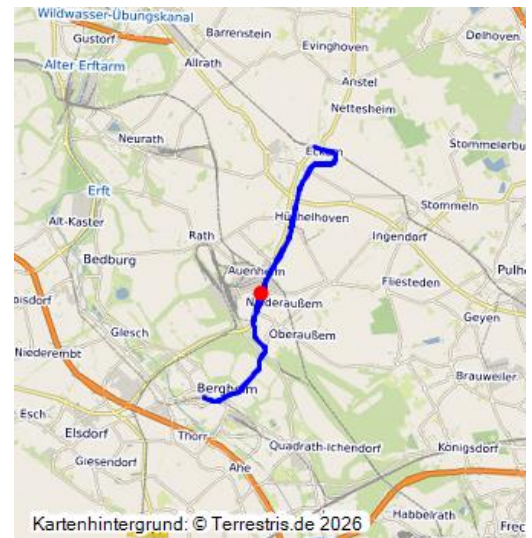 Wildwasser-Übungskanal
Gustorf
Barrenstein
Delhoven
Evinghoven
Alter Erftarm
Allrath
Anstel
Nettesheim
Neurath
Stommelerbu
Erft
Stommeln
Alt-Kaster
Rath
Ingendorf
Bedburg
Auenheim
Fliesteden
Pulhe
Niederaußem
Geyen
Glesch
Oberaußem
Niederembt
Brauweiler
Bergheim
Esch
Elsdorf
Thorr
Quadrath-Ichendorf
Königsdorf
Giesendorf
Ahe
Habbelrath
Frec
Kartenhintergrund: © Terrestris.de 2026